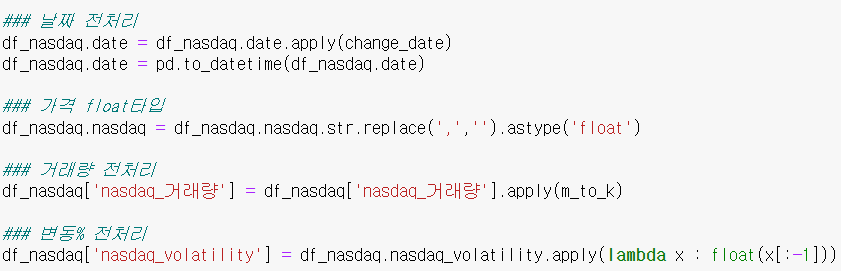 ### 날짜 전처리
df_nasdaq.date = df_nasdaq.date.apply(change_date)
df_nasdaq.date = pd.to_datetime(df_nasdaq.date)
### 가격 float타입
df_nasdaq.nasdaq = df_nasdaq.nasdaq.str.replace(',','').astype('float')
### 거래량 전처리
df_nasdaq['nasdaq_거래량'] = df_nasdaq['nasdaq_거래량'].apply(m_to_k)
### 변동% 전처리
df_nasdaq['nasdaq_volatility'] = df_nasdaq.nasdaq_volatility.apply(lambda x : float(x[:-1]))